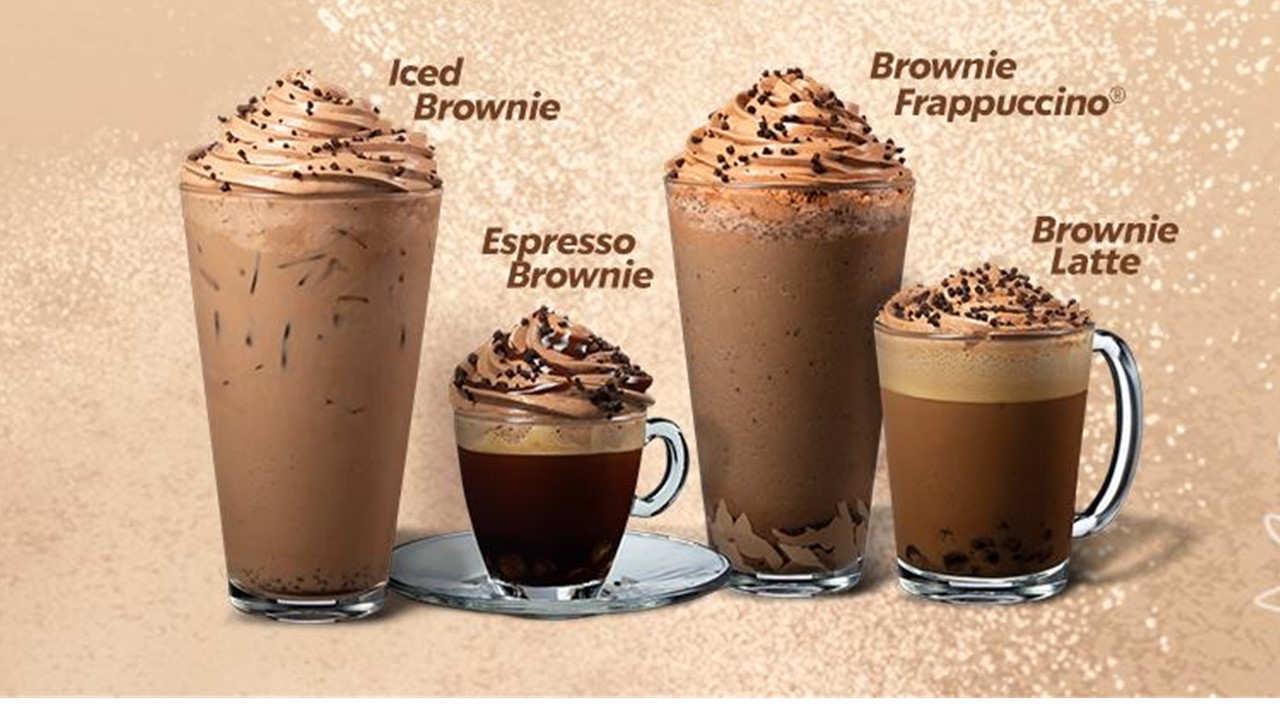 Iced
Brownie
Espresso
Brownie
Brownie
Frappuccino®
Brownie
Latte